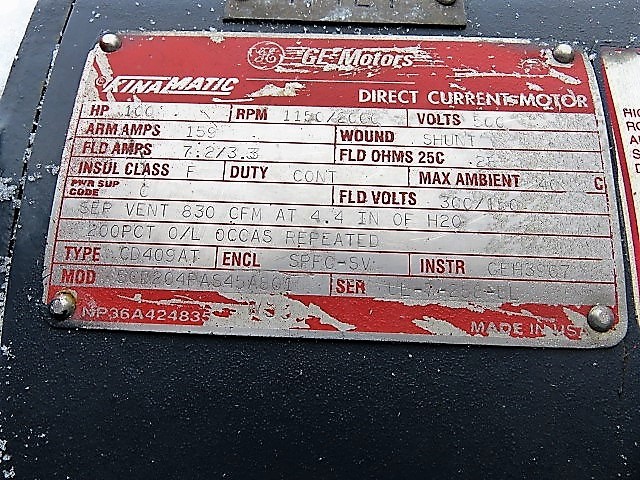 GE Motors
KINAMATIC
DIRECT CURRENT MOTOR
HP 100 RPM 1150/2000 VOLTS 500
ARM AMPS 159 WOUND SHUNT
FLD AMPS 7.2/3.3 FLD OHMS 25C
INSUL CLASS F DUTY CONT MAX AMBIENT 40 C
PWR SUP CODE C FLD VOLTS 300/150
SEP VENT 830 CFM AT 4.4 IN OF H2O
200PCT O/L OCCAS REPEATED
TYPE CD409AT ENCL SPFG-SV INSTR GEH3967
MOD SER
NP36A424835
MADE IN USA